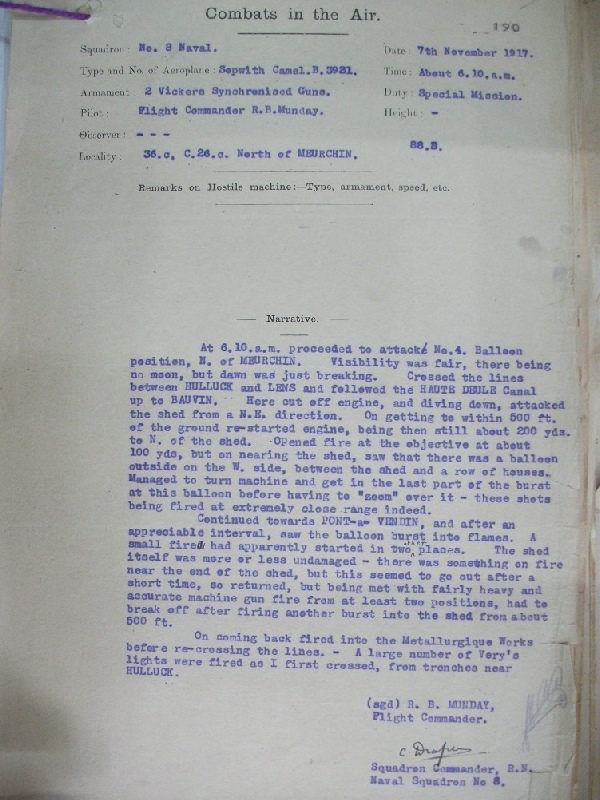 Combats in the Air.
190
Squadron: No. 8 Naval.
Date: 7th November 1917.
Type and No. of Aeroplane: Sopwith Camel.B.3921.
Time: About 6.10.a.m.
Armament: 2 Vickers Synchronised Guns.
Duty: Special Mission.
Pilot: Flight Commander R.B.Munday.
Height: -
Observer: - - -
Locality: 36.c. C.26.c. North of MEURCHIN.
Remarks on Hostile machine:—Type, armament, speed, etc.
— Narrative. —
At 6.10.a.m. proceeded to attack No.4. Balloon
position, N. of MEURCHIN. Visibility was fair, there being
no moon, but dawn was just breaking. Crossed the lines
between HULLUCK and LENS and followed the HAUTE DEULE Canal
up to BAUVIN. Here cut off engine, and diving down, attacked
the shed from a N.E. direction. On getting to within 500 ft.
of the ground re-started engine, being then still about 200 yds.
to N. of the shed. Opened fire at the objective at about
100 yds, but on nearing the shed, saw that there was a balloon
outside on the W. side, between the shed and a row of houses.
Managed to turn machine and get in the last part of the burst
at this balloon before having to "zoom" over it - these shots
being fired at extremely close range indeed.
Continued towards PONT-a- VENDIN, and after an
appreciable interval, saw the balloon burst into flames. A
small fire had apparently started in two places. The shed
itself was more or less undamaged - there was something on fire
near the end of the shed, but this seemed to go out after a
short time, so returned, but being met with fairly heavy and
accurate machine gun fire from at least two positions, had to
break off after firing another burst into the shed from about
500 ft.
On coming back fired into the Metallurgique Works
before re-crossing the lines. - A large number of Very's
lights were fired as I first crossed, from trenches near
HULLUCK.
(sgd) R. B. MUNDAY,
Flight Commander.
C. Draper
Squadron Commander, R.N.
Naval Squadron No 8.